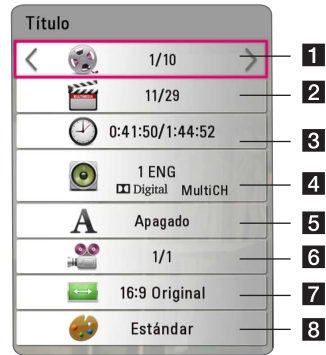 Título
1/10
1
11/29
2
0:41:50/1:44:52
3
1 ENG
Digital MultiCH
4
A
Apagado
5
1/1
6
16:9 Original
7
Estándar
8